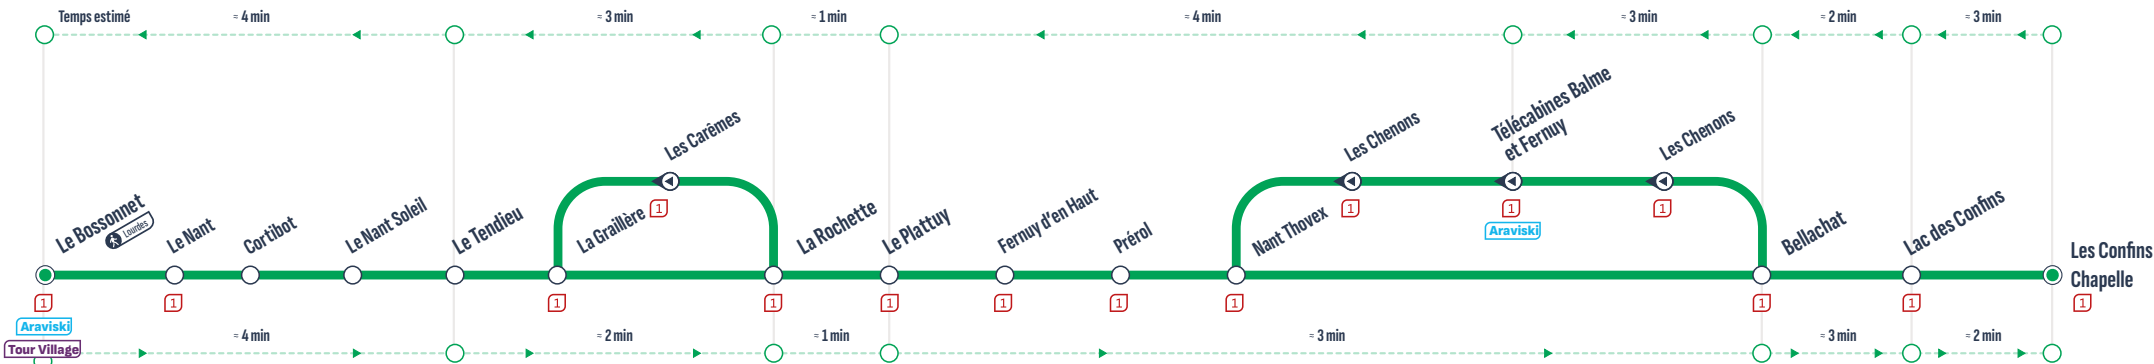 Temps estimé
≈ 4 min
≈ 3 min
≈ 1 min
≈ 4 min
≈ 3 min
≈ 2 min
≈ 3 min
Le Bossonnet
Lourdes
Le Nant
Cortibot
Le Nant Soleil
Le Tendieu
La Graillière
Les Carêmes
La Rochette
Le Plattuy
Fernuy d'en Haut
Prérol
Nant Thovex
Les Chenons
Télécabines Balme
et Fernuy
Les Chenons
Bellachat
Lac des Confins
Les Confins
Chapelle
1
1
1
1
Araviski
1
1
1
1
1
1
1
1
1
1
1
1
Araviski
Tour Village
≈ 4 min
≈ 2 min
≈ 1 min
≈ 3 min
≈ 3 min
≈ 2 min